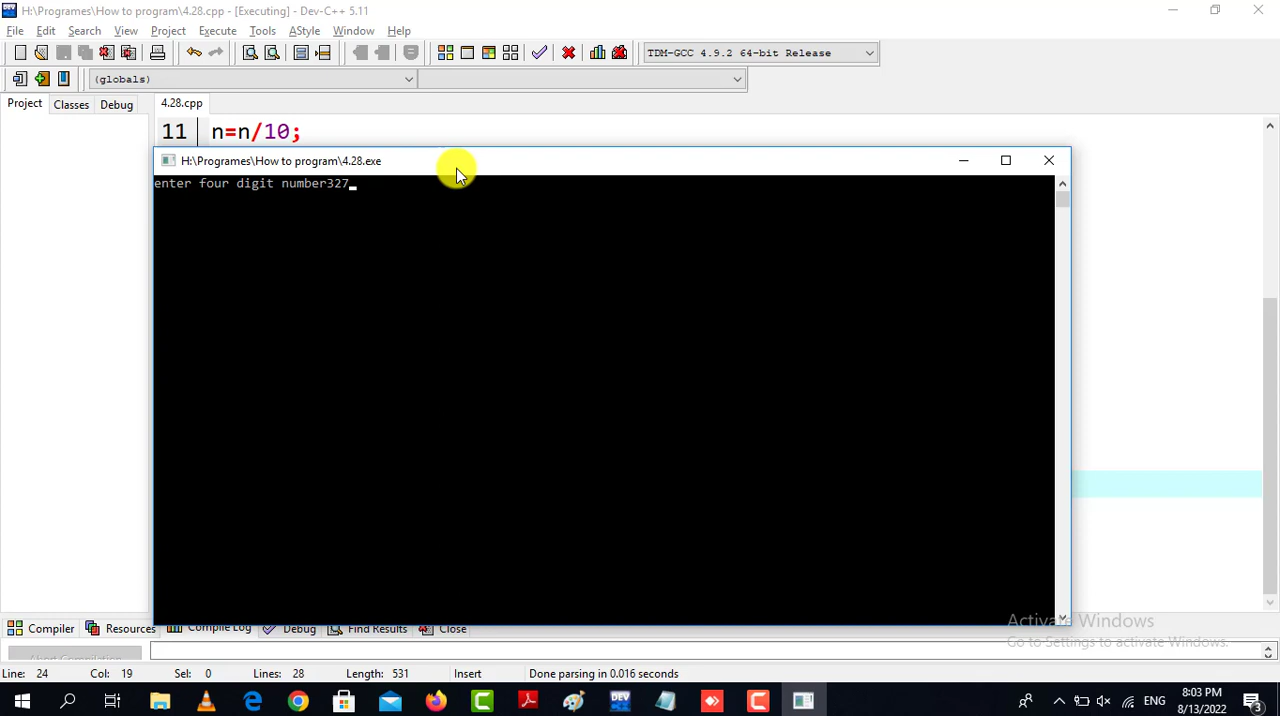 H:\Programes\How to program\4.28.cpp - [Executing] - Dev-C++ 5.11
File Edit Search View Project Execute Tools AStyle Window Help
TDM-GCC 4.9.2 64-bit Release
(globals)
Project Classes Debug 4.28.cpp
11 n=n/10;
H:\Programes\How to program\4.28.exe
enter four digit number327
Activate Windows
Go to Settings to activate Windows.
Compiler Resources Compile Log Debug Find Results Close
Abort Compilation
Line: 24 Col: 19 Sel: 0 Lines: 28 Length: 531 Insert Done parsing in 0.016 seconds
DEV
ENG
8:03 PM
8/13/2022
3